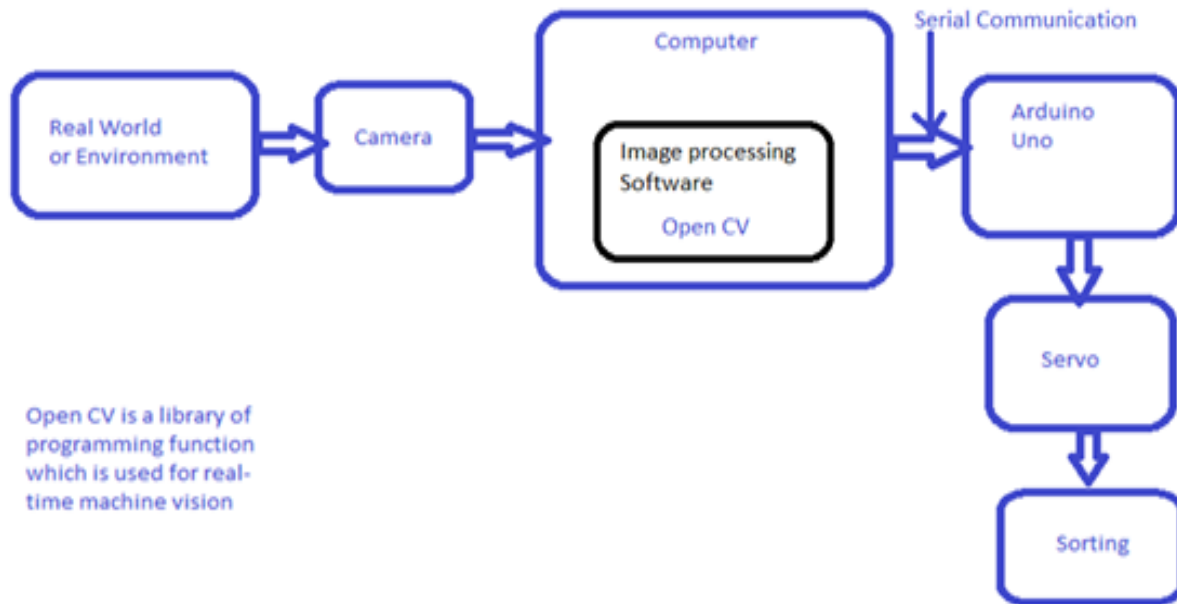 Serial Communication
Computer
Real World
or Environment
Camera
Image processing
Software
Open CV
Arduino
Uno
Servo
Sorting
Open CV is a library of
programming function
which is used for real-
time machine vision